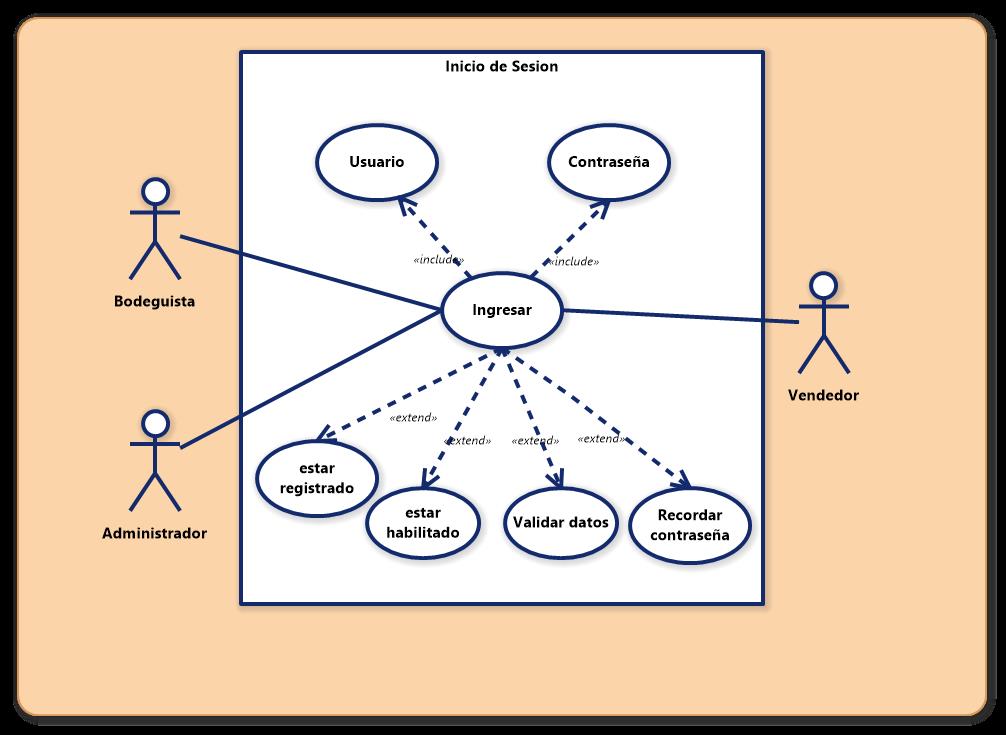 Inicio de Sesion
Usuario
Contraseña
«include»
«include»
Bodeguista
Ingresar
Vendedor
«extend»
«extend»
«extend»
«extend»
estar
registrado
estar
habilitado
Validar datos
Recordar
contraseña
Administrador